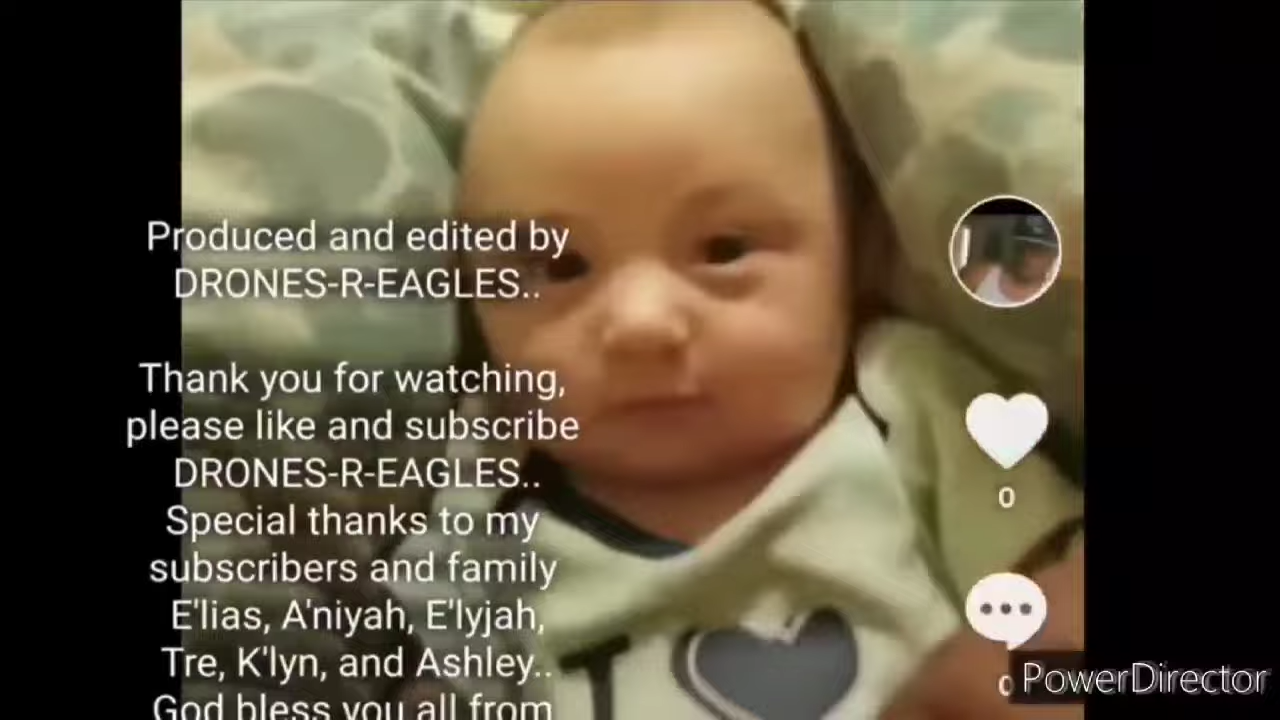 Produced and edited by
DRONES-R-EAGLES..
Thank you for watching,
please like and subscribe
DRONES-R-EAGLES..
Special thanks to my
subscribers and family
E'lias, A'niyah, E'lyjah,
Tre, K'lyn, and Ashley..
God bless you all from
I
0
0
PowerDirector